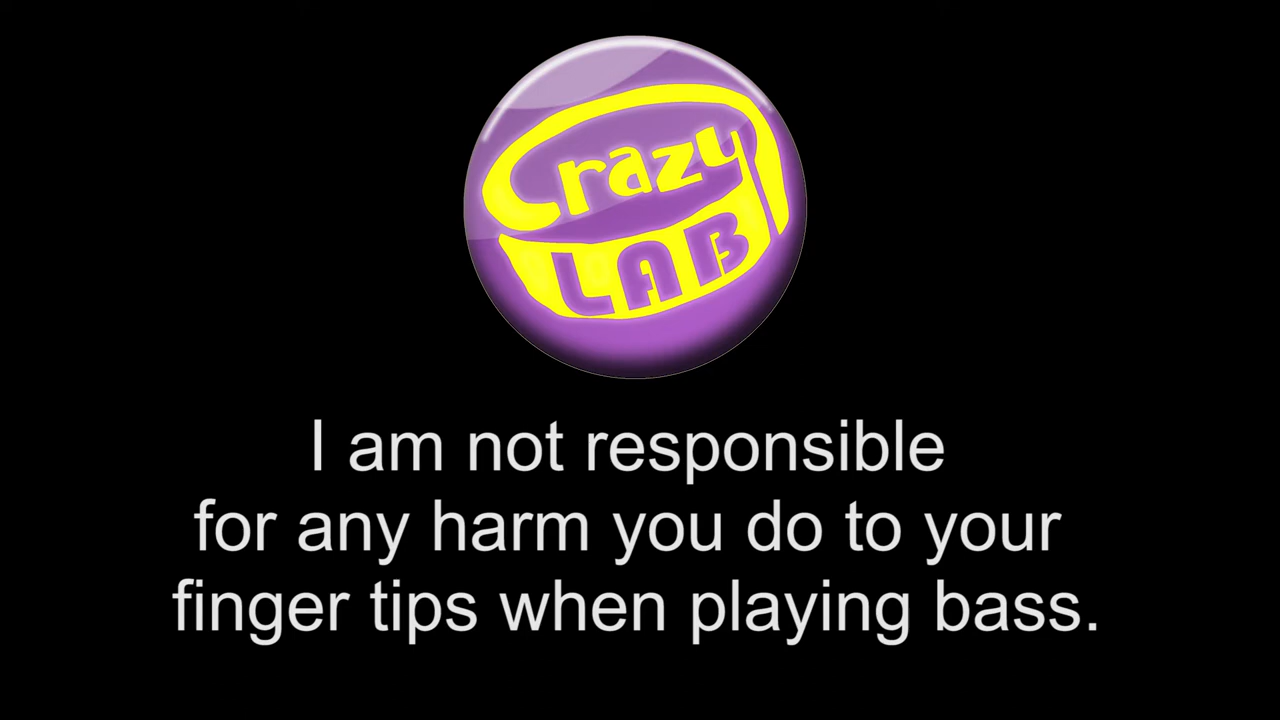 Crazy
LAB
I am not responsible
for any harm you do to your
finger tips when playing bass.